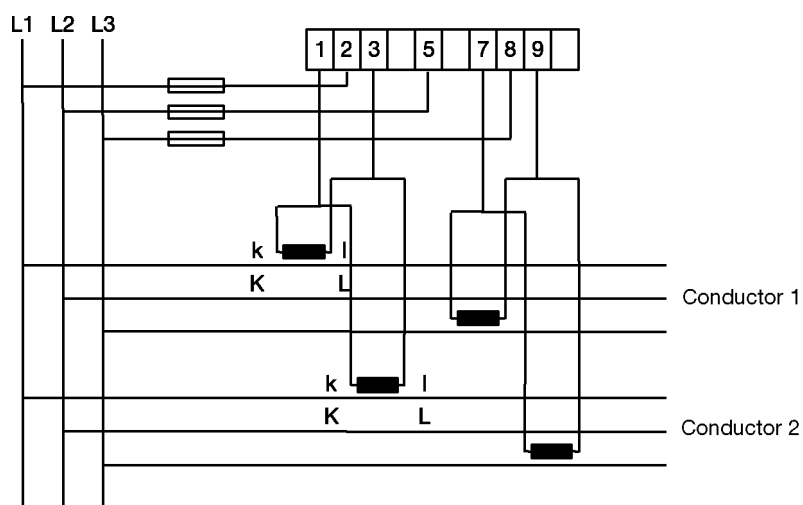 L1 L2 L3
1 2 3 5 7 8 9
k l
K L
Conductor 1
k l
K L
Conductor 2